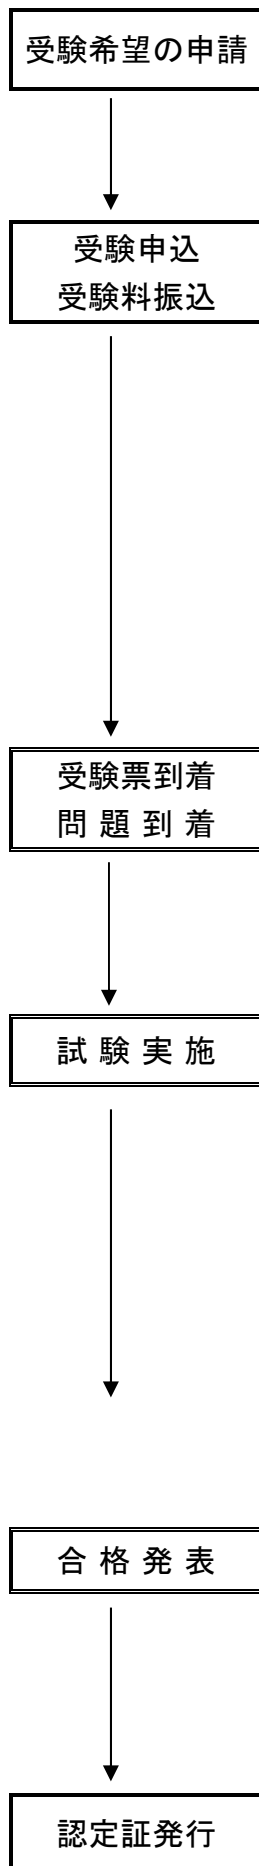 受験希望の申請
受験申込
受験料振込
受験票到着
問題到着
試験実施
合格発表
認定証発行